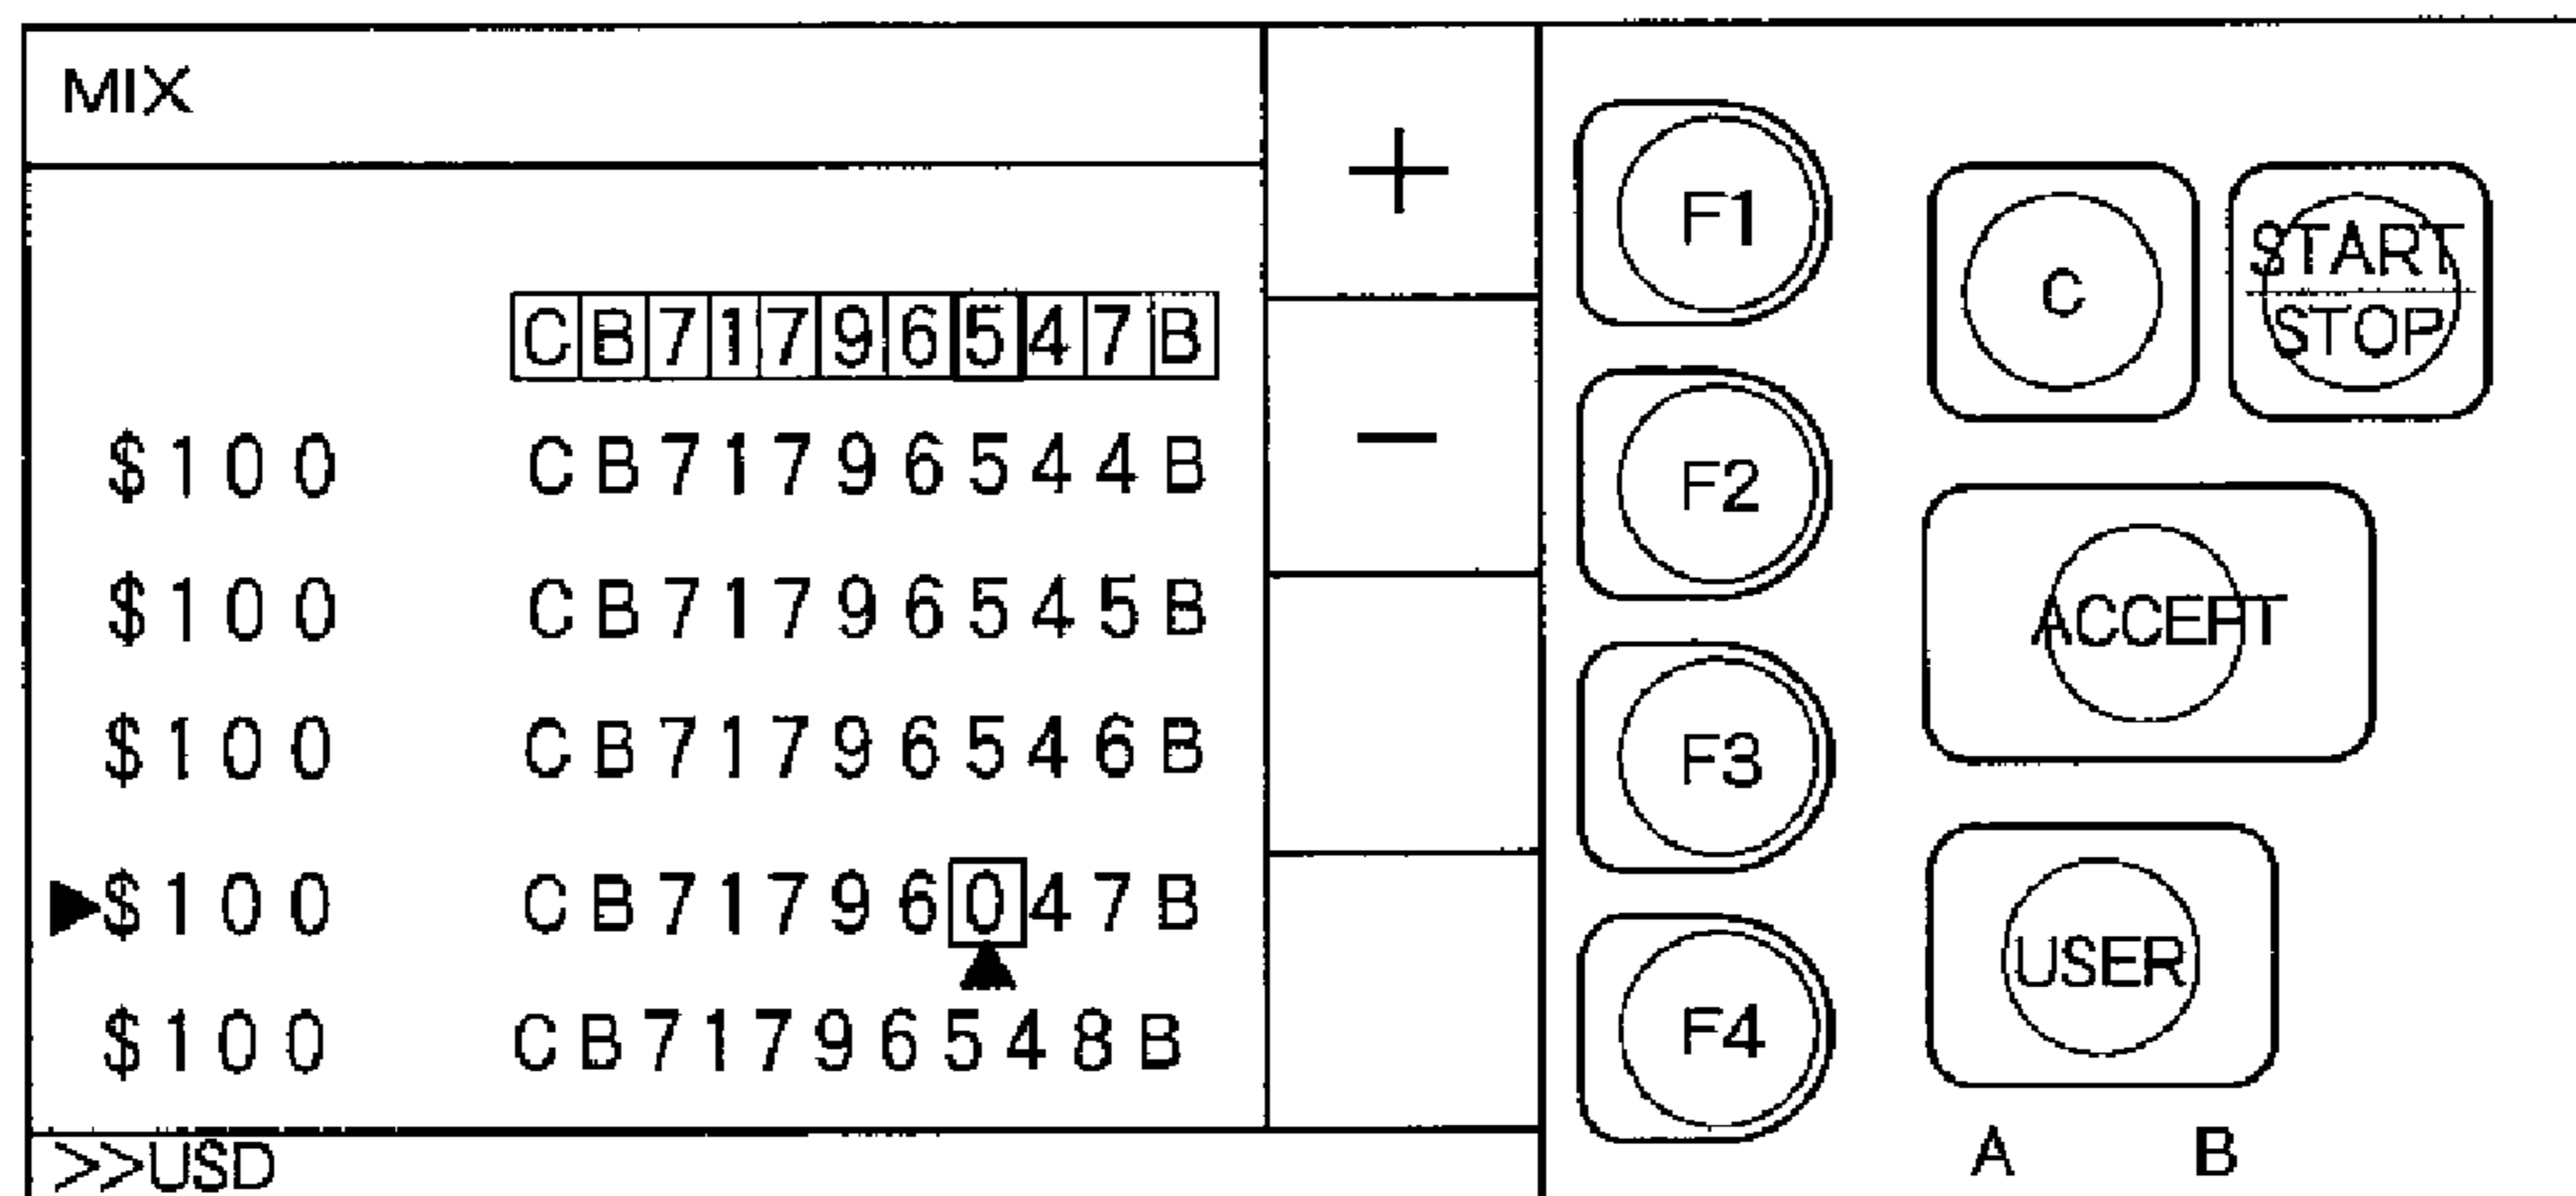 MIX
+
CB71796547B
$100 CB71796544B
$100 CB71796545B
$100 CB71796546B
▶$100 CB71796047B
▲
$100 CB71796548B
>>USD
−
F1
F2
F3
F4
C
START
STOP
ACCEPT
USER
A B